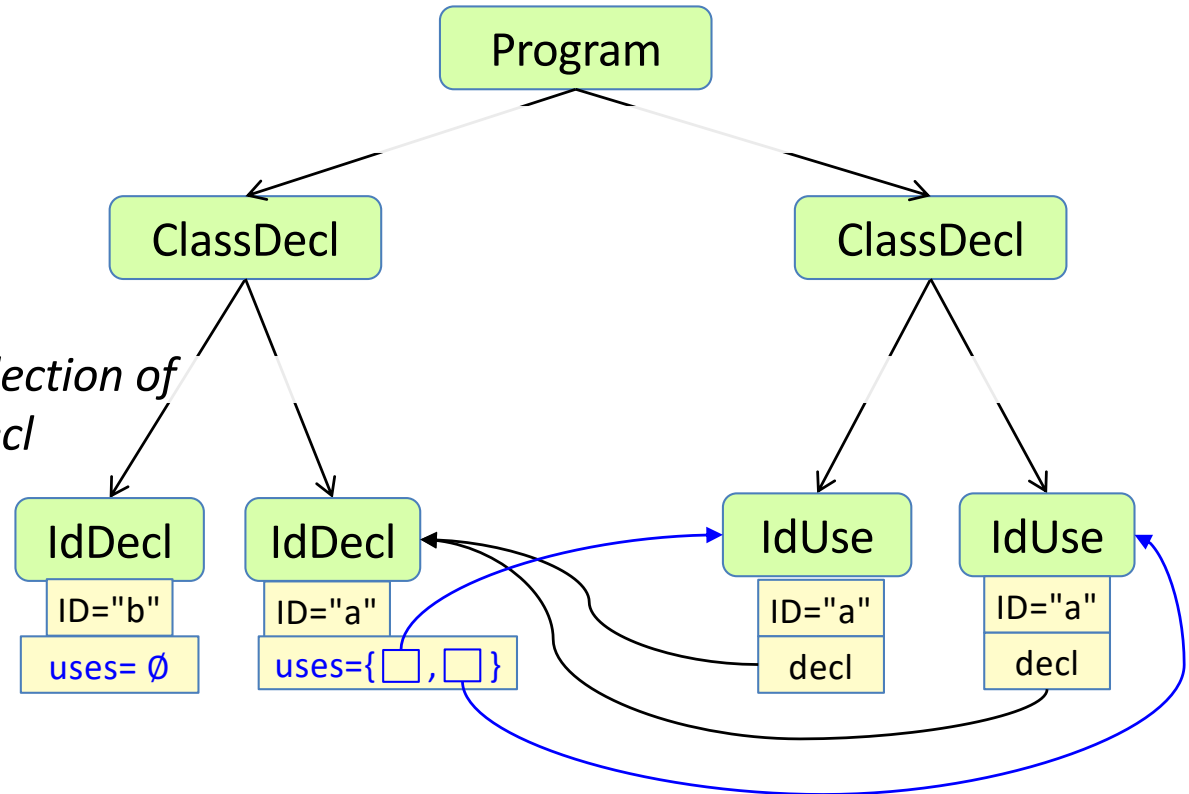 Program
ClassDecl
ClassDecl
lection of
cl
IdDecl
IdDecl
IdUse
IdUse
ID="b"
ID="a"
ID="a"
ID="a"
uses= Ø
uses={ , }
decl
decl